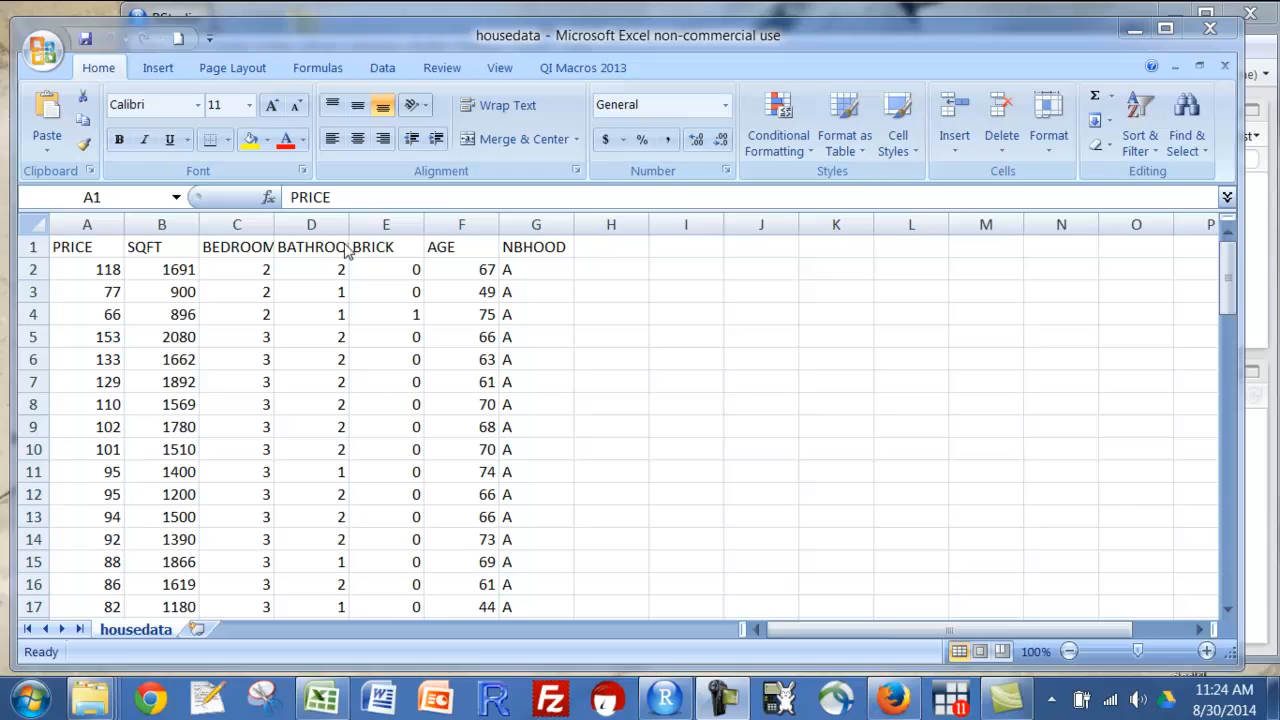 housedata - Microsoft Excel non-commercial use
Home Insert Page Layout Formulas Data Review View QI Macros 2013
Calibri 11 Wrap Text General
Paste B I U Merge & Center $ % , Conditional Formatting Format as Table Cell Styles Insert Delete Format Σ Sort & Filter Find & Select
Clipboard Font Alignment Number Styles Cells Editing
A1 fx PRICE
A B C D E F G H I J K L M N O P
1 PRICE SQFT BEDROOM BATHROO BRICK AGE NBHOOD
2 118 1691 2 2 0 67 A
3 77 900 2 1 0 49 A
4 66 896 2 1 1 75 A
5 153 2080 3 2 0 66 A
6 133 1662 3 2 0 63 A
7 129 1892 3 2 0 61 A
8 110 1569 3 2 0 70 A
9 102 1780 3 2 0 68 A
10 101 1510 3 2 0 70 A
11 95 1400 3 1 0 74 A
12 95 1200 3 2 0 66 A
13 94 1500 3 2 0 66 A
14 92 1390 3 2 0 73 A
15 88 1866 3 1 0 69 A
16 86 1619 3 2 0 61 A
17 82 1180 3 1 0 44 A
housedata
Ready 100%
11:24 AM
8/30/2014